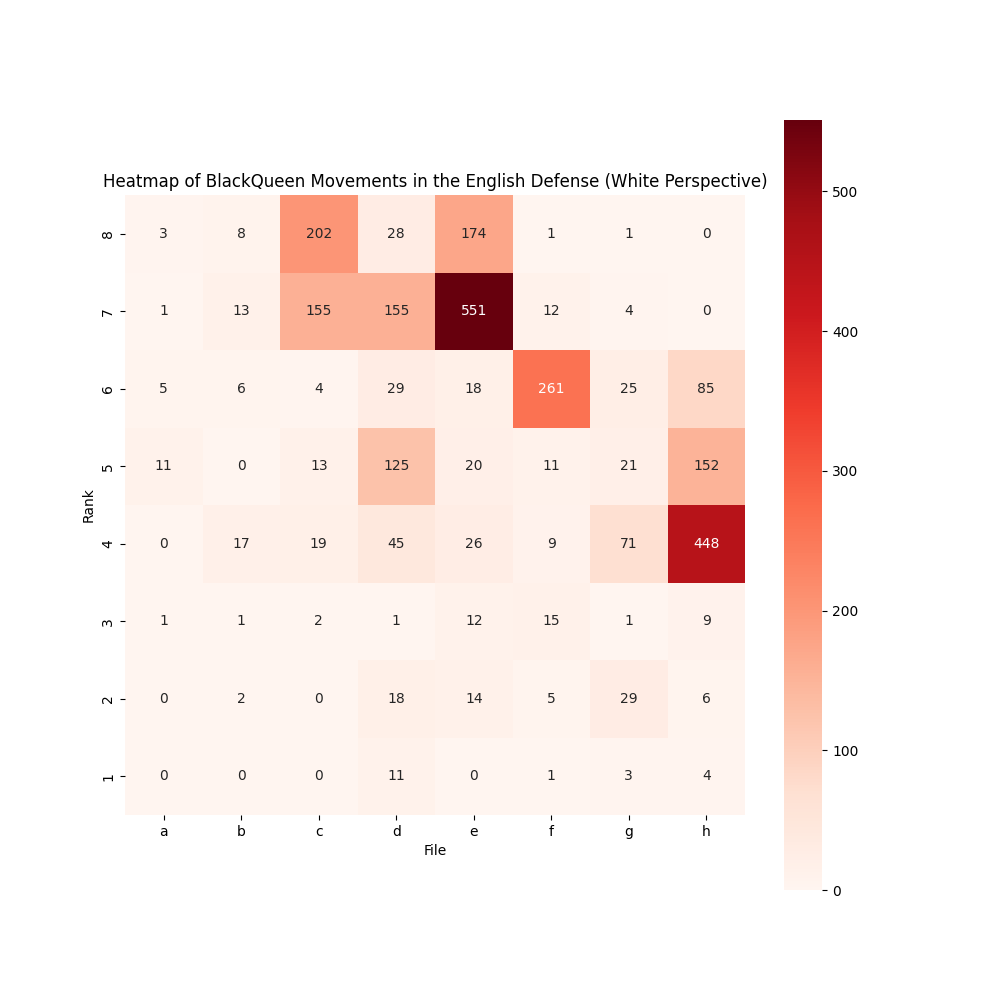 Heatmap of BlackQueen Movements in the English Defense (White Perspective)
8 3 8 202 28 174 1 1 0
7 1 13 155 155 551 12 4 0
6 5 6 4 29 18 261 25 85
5 11 0 13 125 20 11 21 152
4 0 17 19 45 26 9 71 448
3 1 1 2 1 12 15 1 9
2 0 2 0 18 14 5 29 6
1 0 0 0 11 0 1 3 4
a b c d e f g h
File
Rank
500
400
300
200
100
0